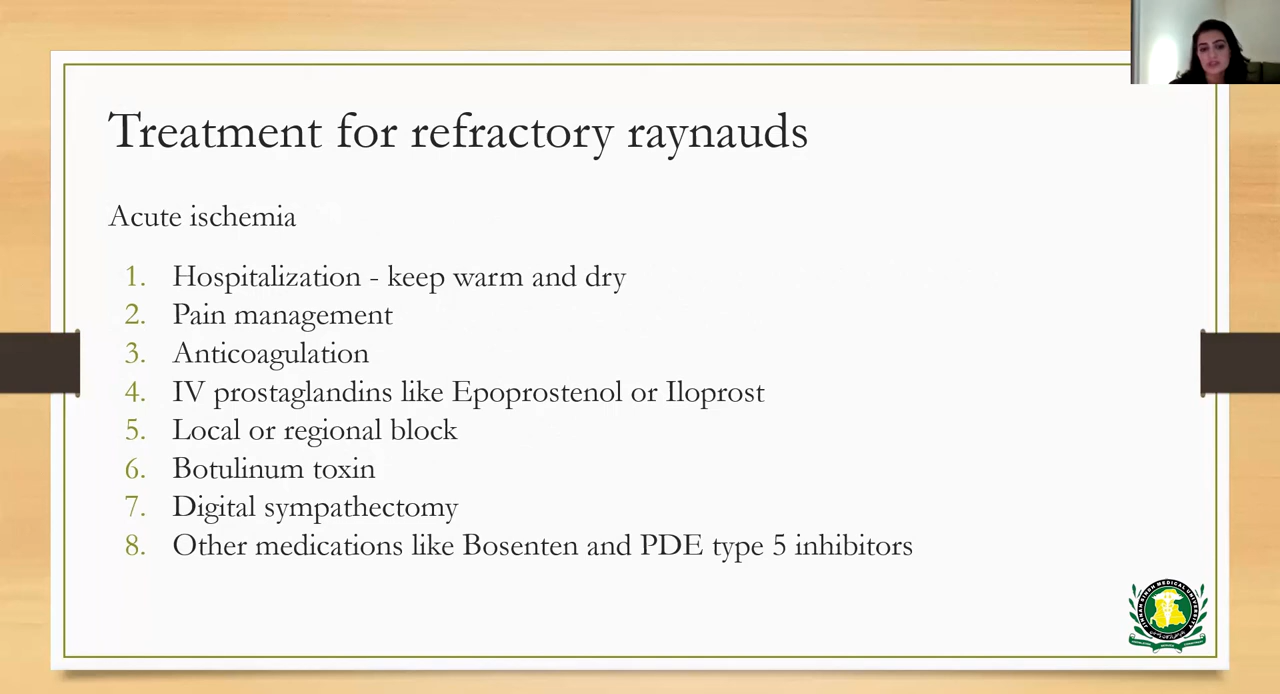 Treatment for refractory raynauds
Acute ischemia
1. Hospitalization - keep warm and dry
2. Pain management
3. Anticoagulation
4. IV prostaglandins like Epoprostenol or Iloprost
5. Local or regional block
6. Botulinum toxin
7. Digital sympathectomy
8. Other medications like Bosenten and PDE type 5 inhibitors